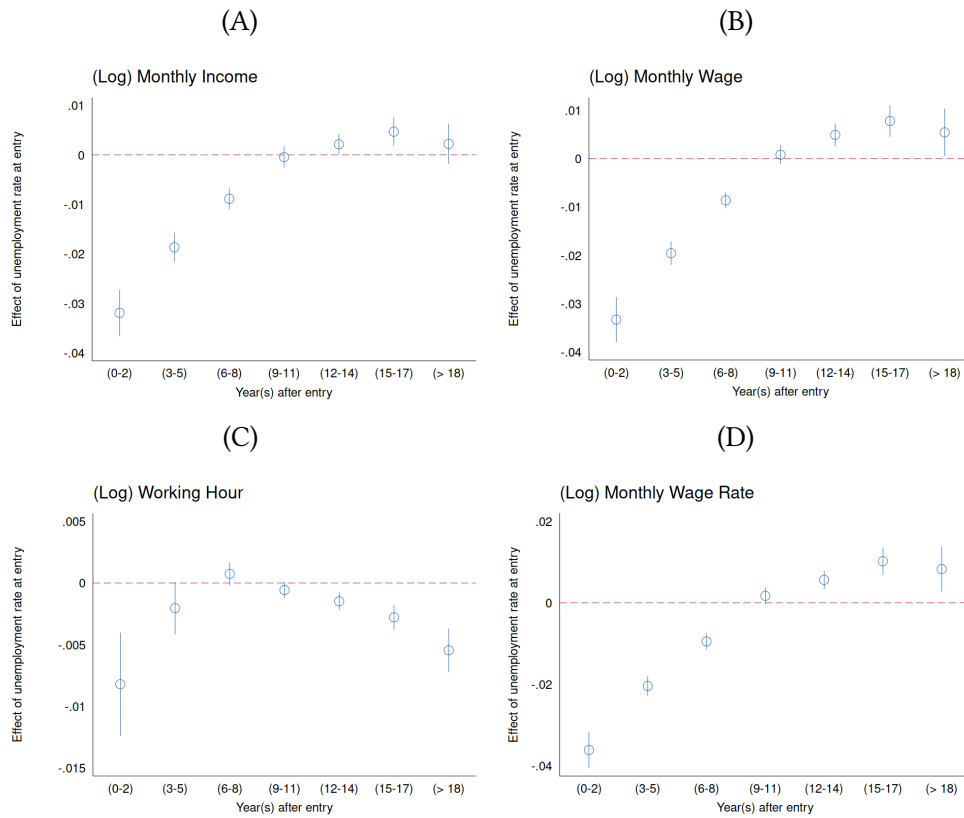 (A)
(Log) Monthly Income
Effect of unemployment rate at entry
.01
0
-.01
-.02
-.03
-.04
(0-2) (3-5) (6-8) (9-11) (12-14) (15-17) (> 18)
Year(s) after entry
(B)
(Log) Monthly Wage
Effect of unemployment rate at entry
.01
0
-.01
-.02
-.03
-.04
(0-2) (3-5) (6-8) (9-11) (12-14) (15-17) (> 18)
Year(s) after entry
(C)
(Log) Working Hour
Effect of unemployment rate at entry
.005
0
-.005
-.01
-.015
(0-2) (3-5) (6-8) (9-11) (12-14) (15-17) (> 18)
Year(s) after entry
(D)
(Log) Monthly Wage Rate
Effect of unemployment rate at entry
.02
0
-.02
-.04
(0-2) (3-5) (6-8) (9-11) (12-14) (15-17) (> 18)
Year(s) after entry